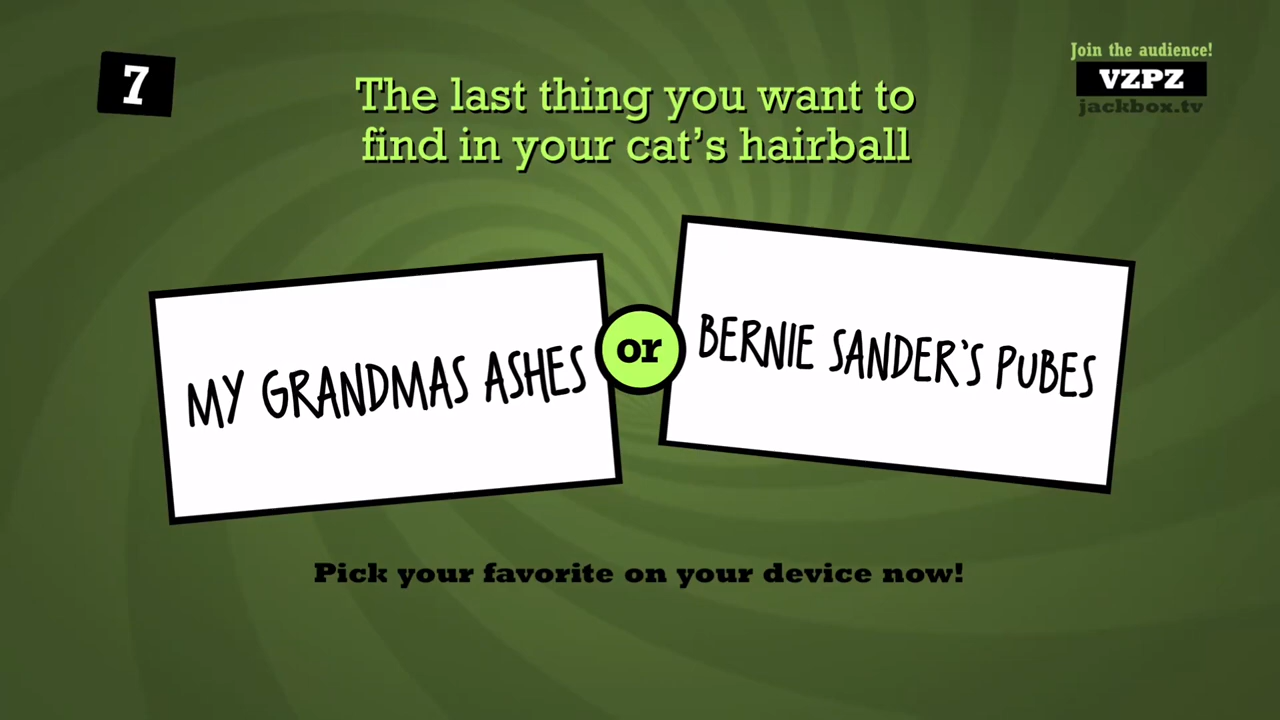 7
The last thing you want to
find in your cat's hairball
Join the audience!
VZPZ
jackbox.tv
MY GRANDMAS ASHES
or
BERNIE SANDER'S PUBES
Pick your favorite on your device now!